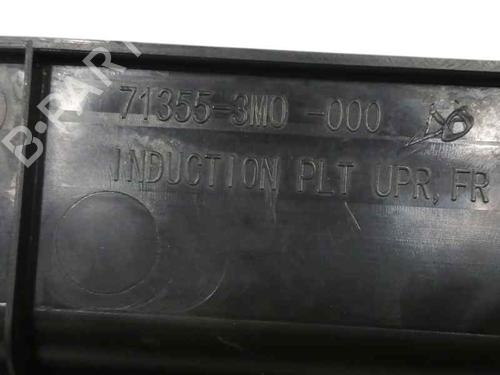 71355-3M0 -000
INDUCTION PLT UPR, FR
B-PART